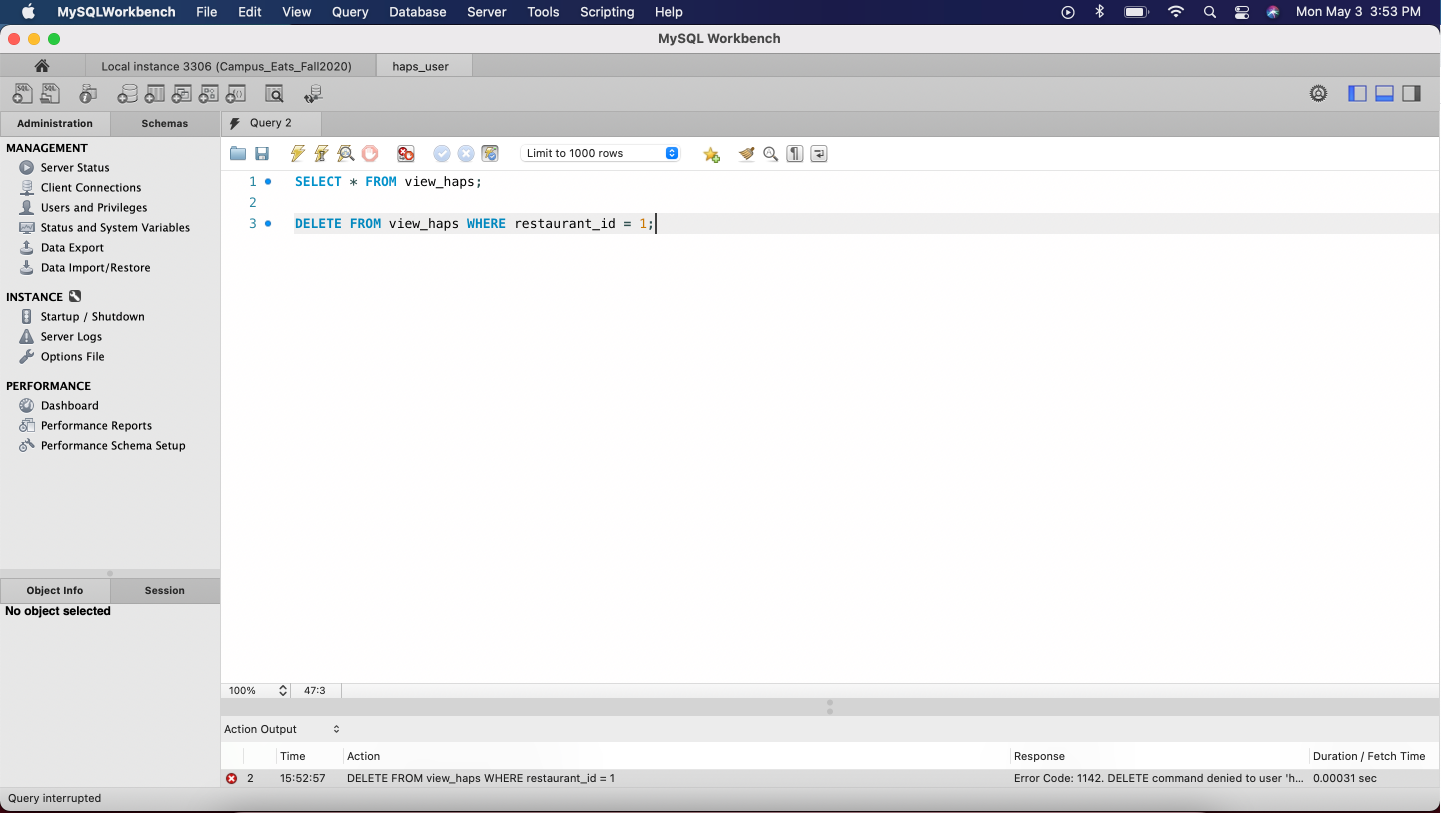 MySQLWorkbench File Edit View Query Database Server Tools Scripting Help Mon May 3 3:53 PM
MySQL Workbench
Local instance 3306 (Campus_Eats_Fall2020) haps_user
Administration Schemas Query 2
MANAGEMENT
Server Status
Client Connections
Users and Privileges
Status and System Variables
Data Export
Data Import/Restore
INSTANCE
Startup / Shutdown
Server Logs
Options File
PERFORMANCE
Dashboard
Performance Reports
Performance Schema Setup
Object Info Session
No object selected
Limit to 1000 rows
1 SELECT * FROM view_haps;
2
3 DELETE FROM view_haps WHERE restaurant_id = 1;
100% 47:3
Action Output
Time Action Response Duration / Fetch Time
2 15:52:57 DELETE FROM view_haps WHERE restaurant_id = 1 Error Code: 1142. DELETE command denied to user 'h... 0.00031 sec
Query interrupted